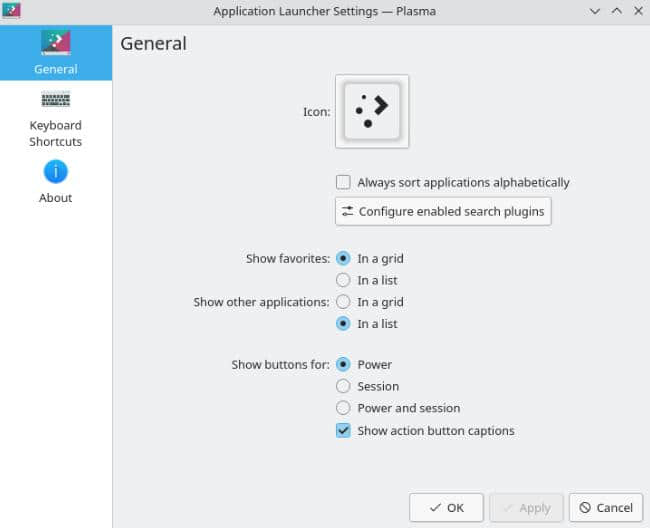 Application Launcher Settings — Plasma
General
Keyboard
Shortcuts
About
General
Icon:
Always sort applications alphabetically
Configure enabled search plugins
Show favorites: In a grid
In a list
Show other applications: In a grid
In a list
Show buttons for: Power
Session
Power and session
Show action button captions
OK Apply Cancel